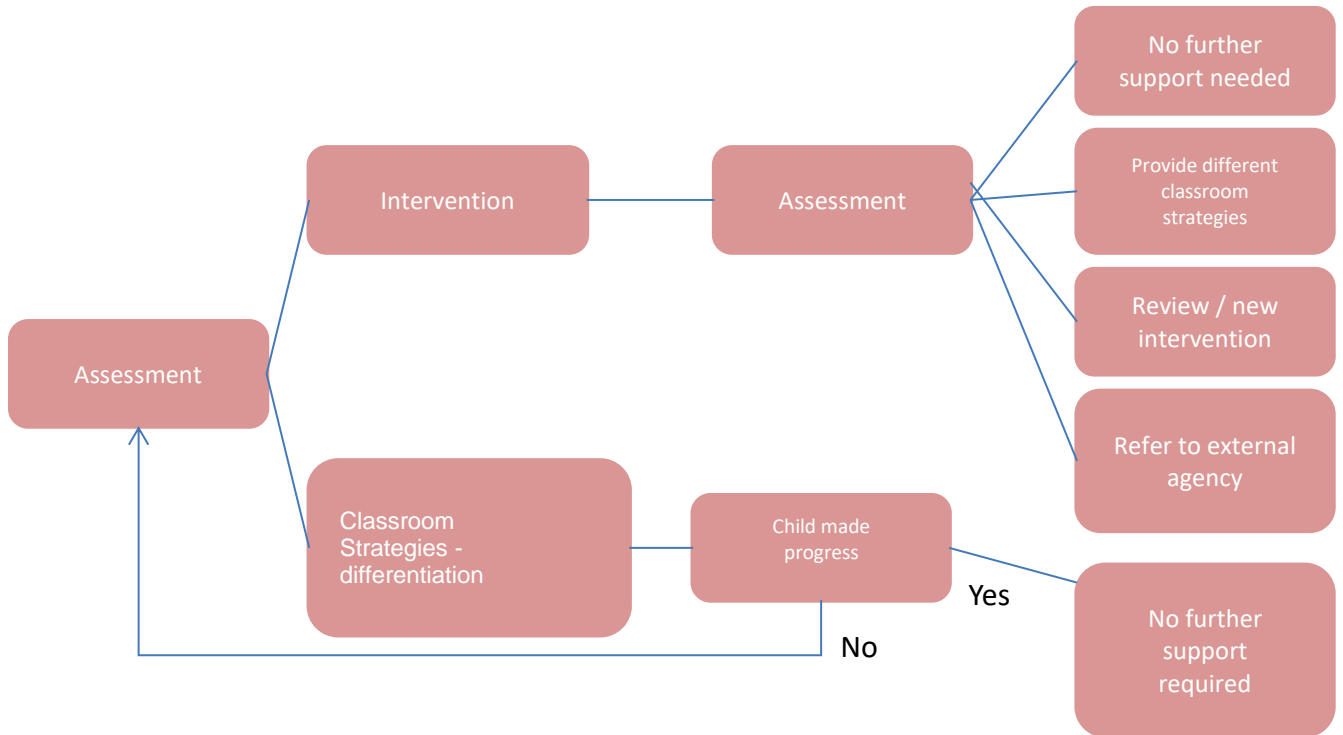 No further
support needed
Intervention
Assessment
Provide different
classroom
strategies
Review / new
intervention
Assessment
Refer to external
agency
Classroom
Strategies -
differentiation
Child made
progress
Yes
No
No further
support
required